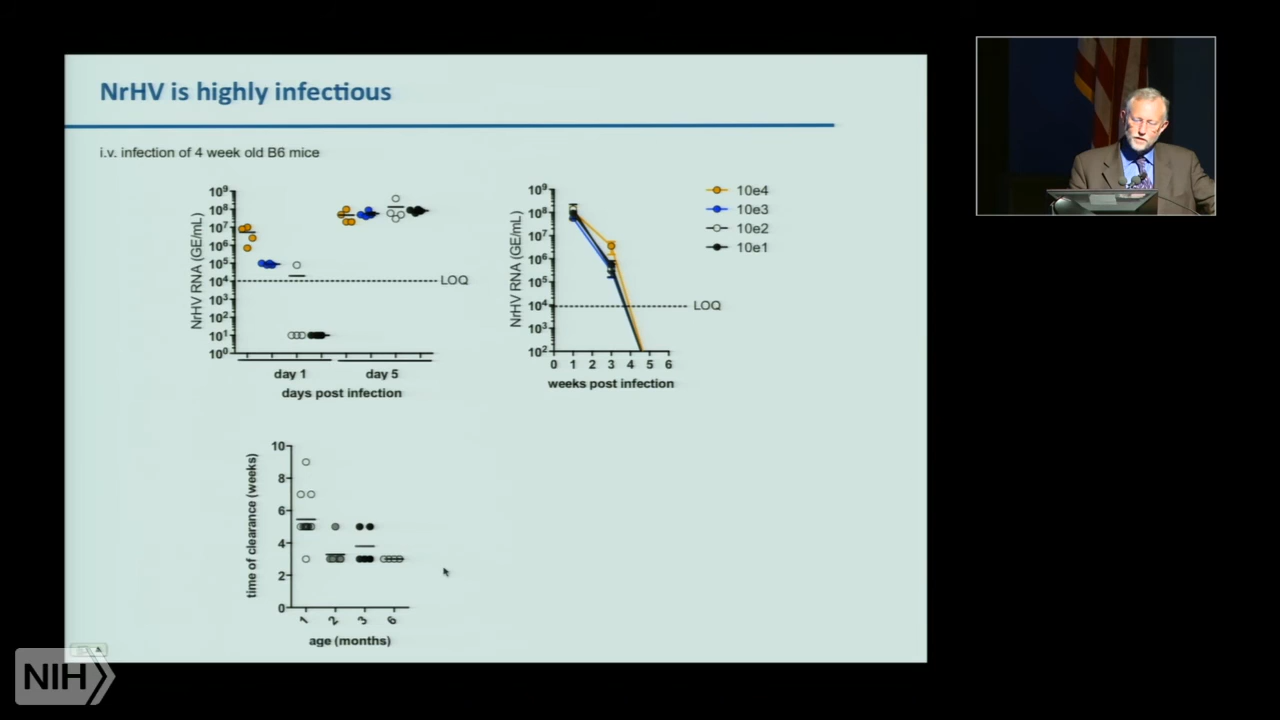 NrHV is highly infectious
i.v. infection of 4 week old B6 mice
NrHV RNA (GE/mL)
10⁹
10⁸
10⁷
10⁶
10⁵
10⁴
10³
10²
10¹
10⁰
LOQ
day 1
day 5
days post infection
NrHV RNA (GE/mL)
10⁹
10⁸
10⁷
10⁶
10⁵
10⁴
10³
10²
LOQ
0 1 2 3 4 5 6
weeks post infection
10e4
10e3
10e2
10e1
time of clearance (weeks)
10
8
6
4
2
0
1 2 3 6
age (months)
NIH